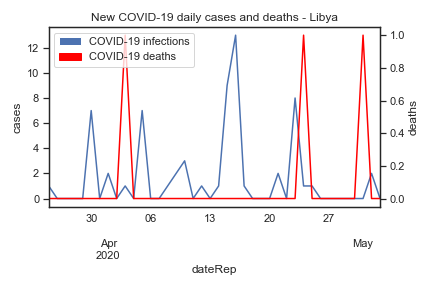 New COVID-19 daily cases and deaths - Libya
COVID-19 infections
COVID-19 deaths
12
10
8
6
4
2
0
cases
1.0
0.8
0.6
0.4
0.2
0.0
deaths
30 06 13 20 27
Apr May
2020
dateRep